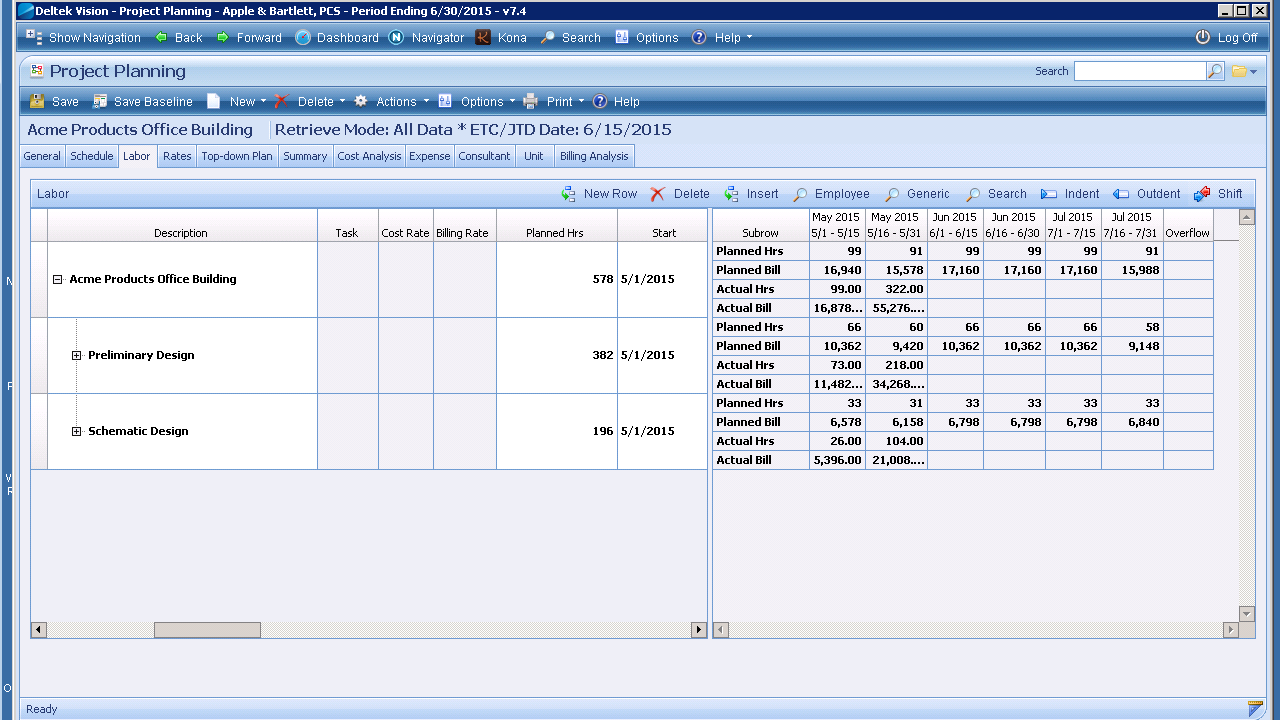 Deltek Vision - Project Planning - Apple & Bartlett, PCS - Period Ending 6/30/2015 - v7.4
Show Navigation Back Forward Dashboard Navigator Kona Search Options Help Log Off
Project Planning Search
Save Save Baseline New Delete Actions Options Print Help
Acme Products Office Building Retrieve Mode: All Data * ETC/JTD Date: 6/15/2015
General Schedule Labor Rates Top-down Plan Summary Cost Analysis Expense Consultant Unit Billing Analysis
Labor New Row Delete Insert Employee Generic Search Indent Outdent Shift
May 2015 May 2015 Jun 2015 Jun 2015 Jul 2015 Jul 2015
Description Task Cost Rate Billing Rate Planned Hrs Start Subrow 5/1 - 5/15 5/16 - 5/31 6/1 - 6/15 6/16 - 6/30 7/1 - 7/15 7/16 - 7/31 Overflow
Planned Hrs 99 91 99 99 99 91
Planned Bill 16,940 15,578 17,160 17,160 17,160 15,988
Acme Products Office Building 578 5/1/2015
Actual Hrs 99.00 322.00
Actual Bill 16,878... 55,276....
Planned Hrs 66 60 66 66 66 58
Planned Bill 10,362 9,420 10,362 10,362 10,362 9,148
Preliminary Design 382 5/1/2015
Actual Hrs 73.00 218.00
Actual Bill 11,482... 34,268....
Planned Hrs 33 31 33 33 33 33
Planned Bill 6,578 6,158 6,798 6,798 6,798 6,840
Schematic Design 196 5/1/2015
Actual Hrs 26.00 104.00
Actual Bill 5,396.00 21,008....
Ready